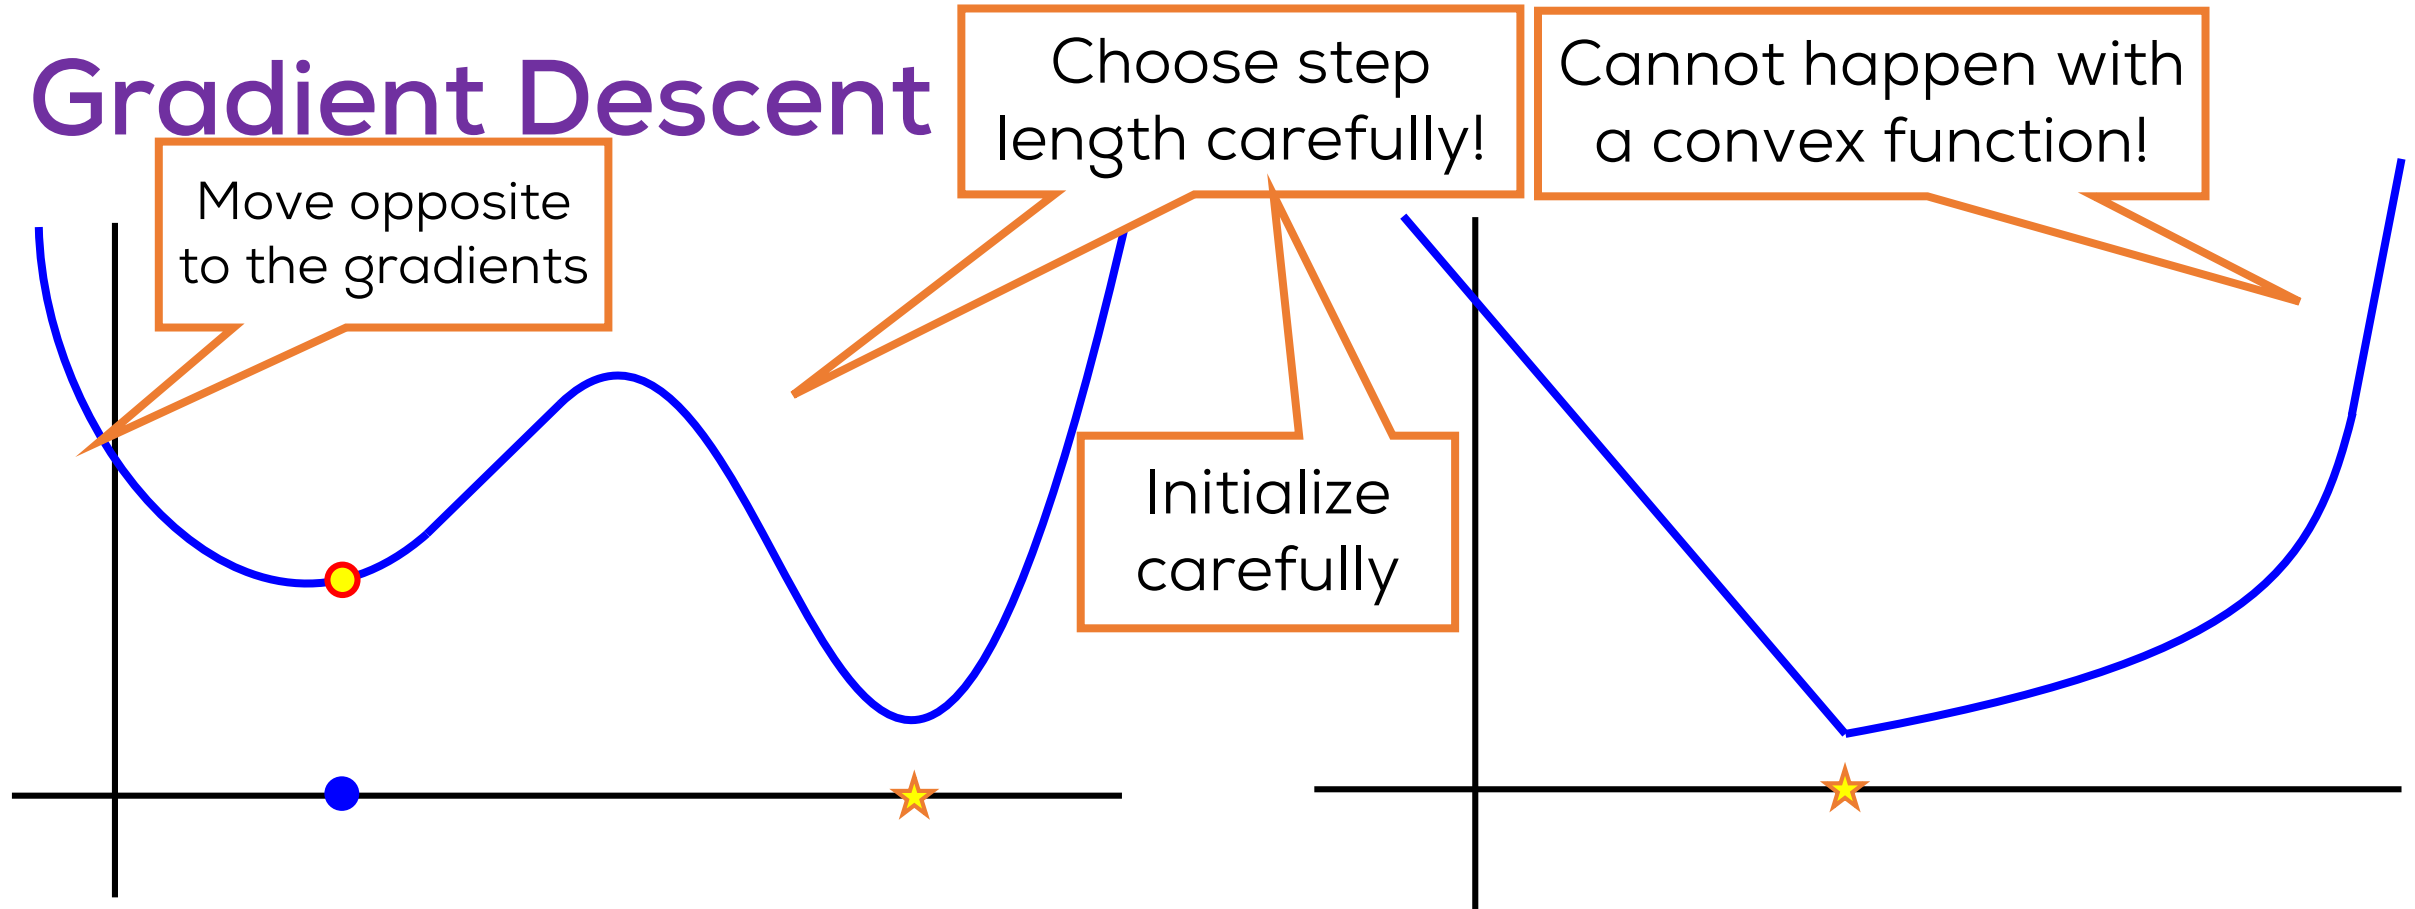 Gradient Descent
Move opposite
to the gradients
Choose step
length carefully!
Cannot happen with
a convex function!
Initialize
carefully